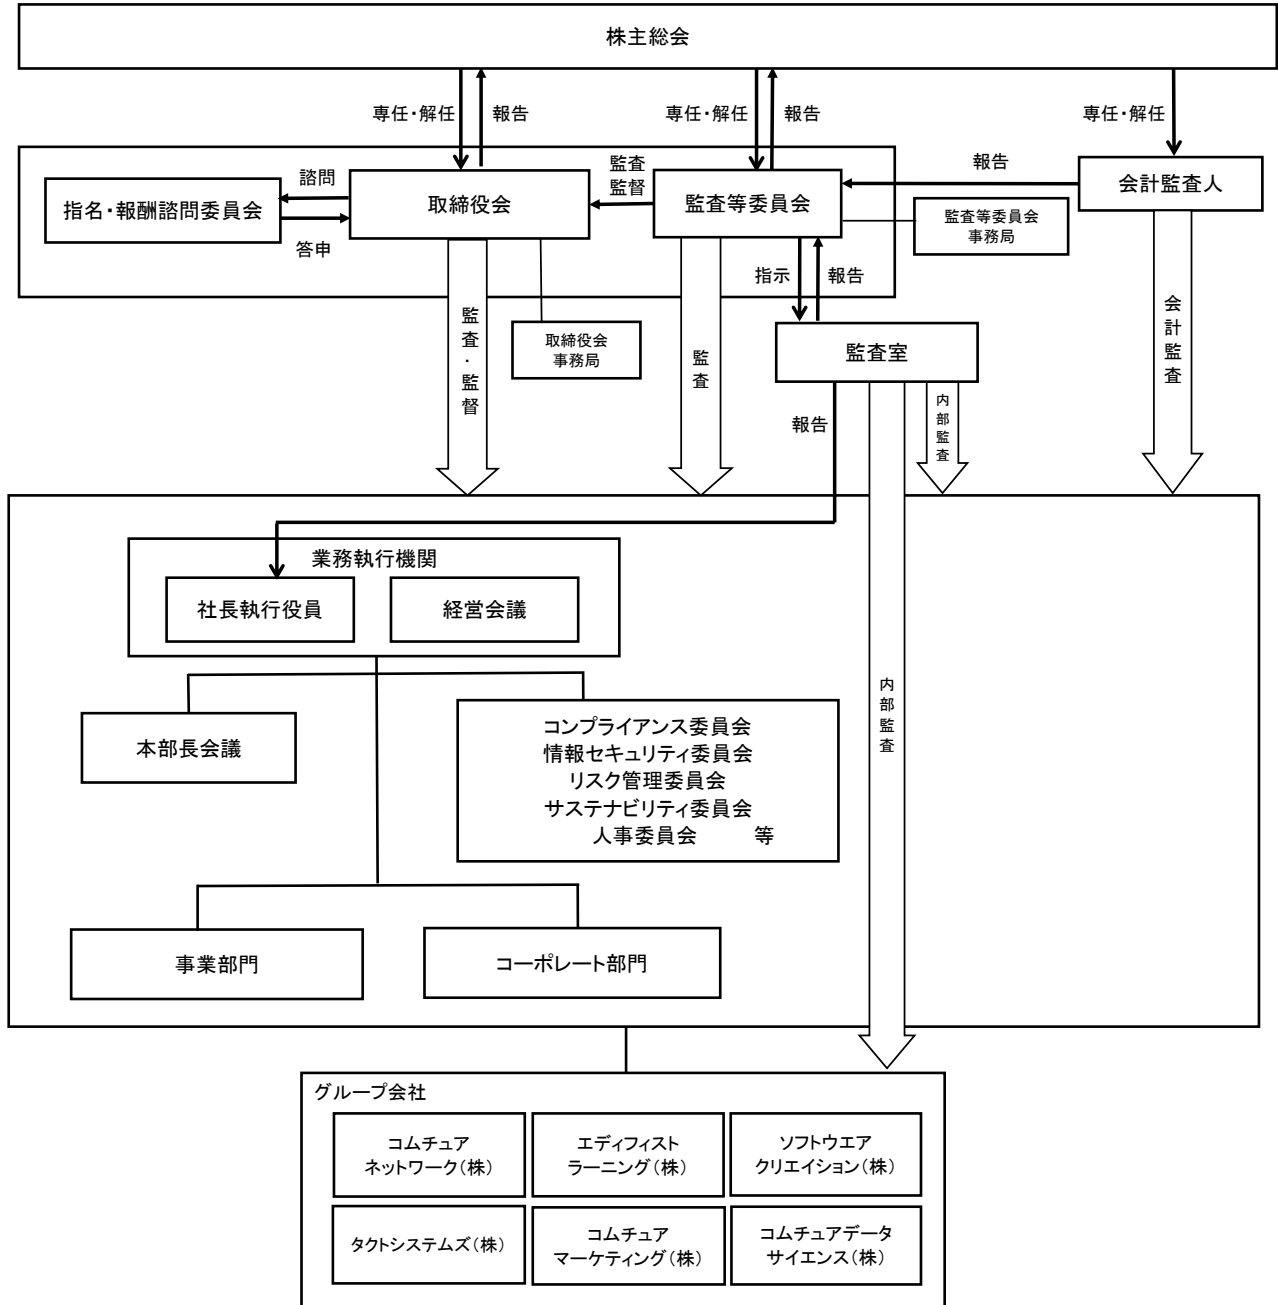 株主総会
専任・解任
報告
専任・解任
報告
専任・解任
指名・報酬諮問委員会
諮問
答申
取締役会
監査
監督
監査等委員会
報告
会計監査人
監査等委員会
事務局
指示
報告
監査・監督
取締役会
事務局
監査
監査室
会計監査
報告
内部監査
業務執行機関
社長執行役員
経営会議
内部監査
本部長会議
コンプライアンス委員会
情報セキュリティ委員会
リスク管理委員会
サステナビリティ委員会
人事委員会 等
事業部門
コーポレート部門
グループ会社
コムチュア
ネットワーク(株)
エディフィスト
ラーニング(株)
ソフトウエア
クリエイション(株)
タクトシステムズ(株)
コムチュア
マーケティング(株)
コムチュアデータ
サイエンス(株)